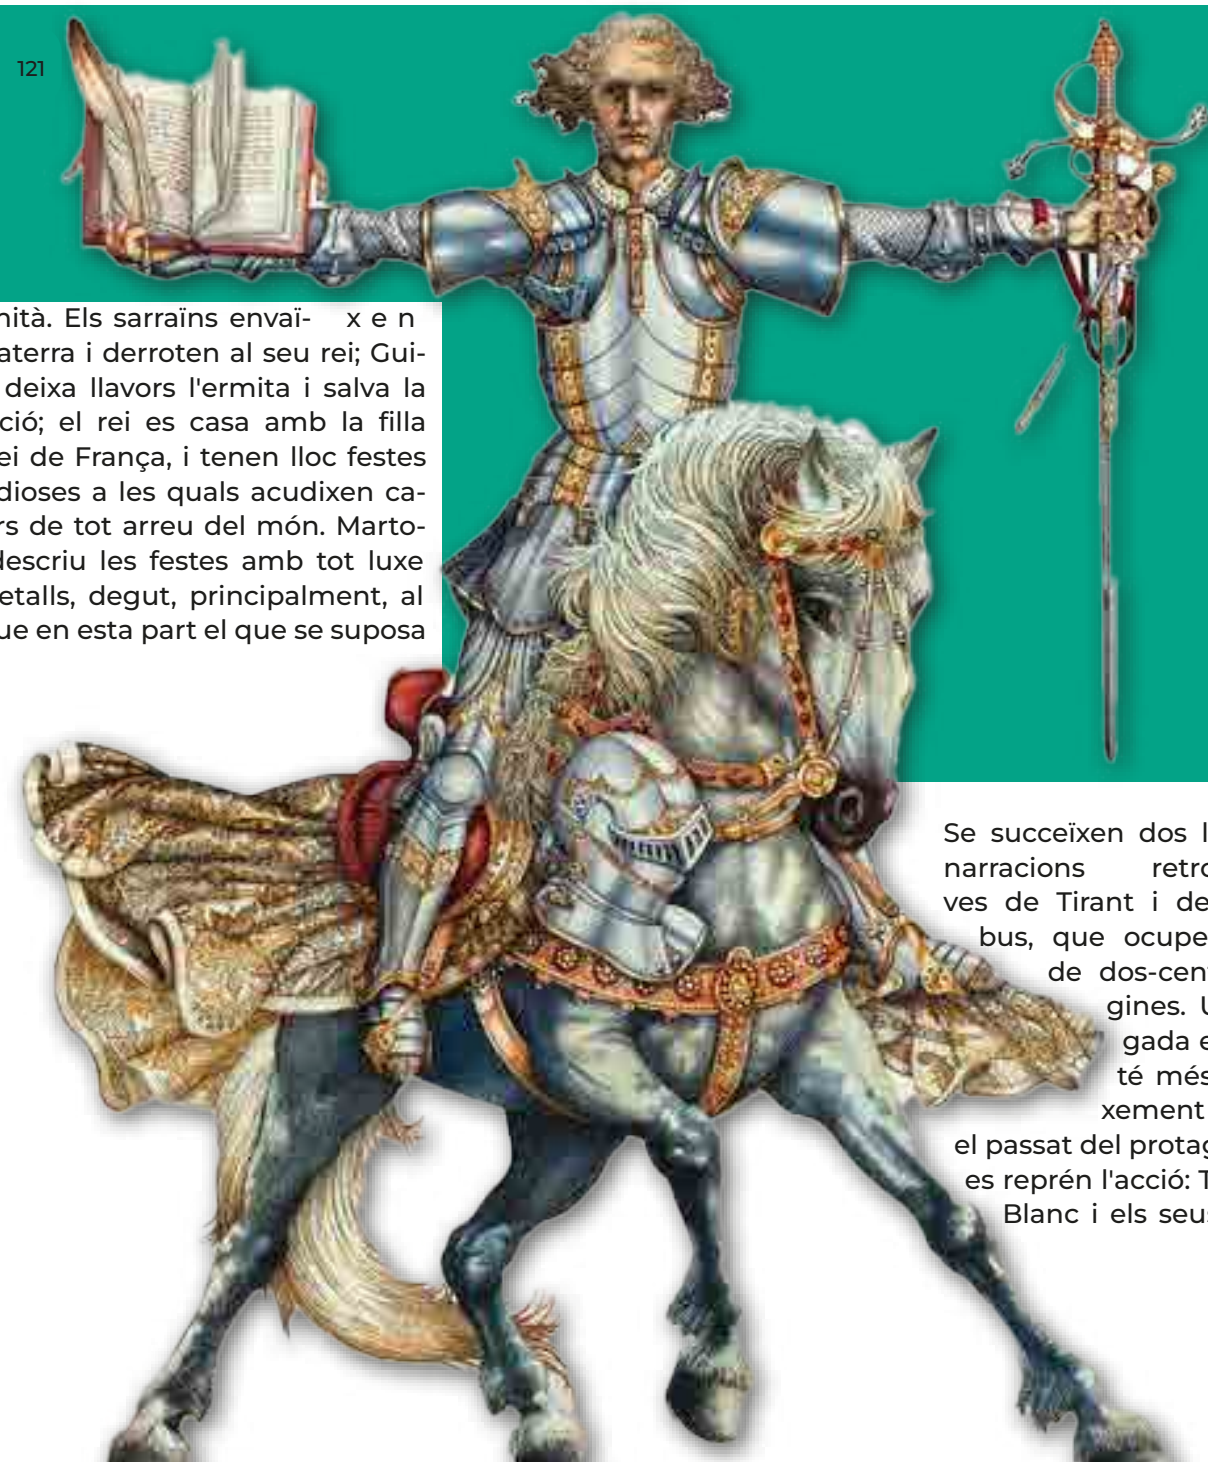 121
nità. Els sarraïns envaï- x e n
aterra i derroten al seu rei; Gui-
deixa llavors l'ermita i salva la
ció; el rei es casa amb la filla
ei de França, i tenen lloc festes
dioses a les quals acudixen ca-
rs de tot arreu del món. Marto-
descriu les festes amb tot luxe
etalls, degut, principalment, al
ue en esta part el que se suposa
Se succeïxen dos l
narracions retro
ves de Tirant i de
bus, que ocupe
de dos-cent
gines. U
gada e
té més
xement
el passat del protag
es reprén l'acció: T
Blanc i els seus